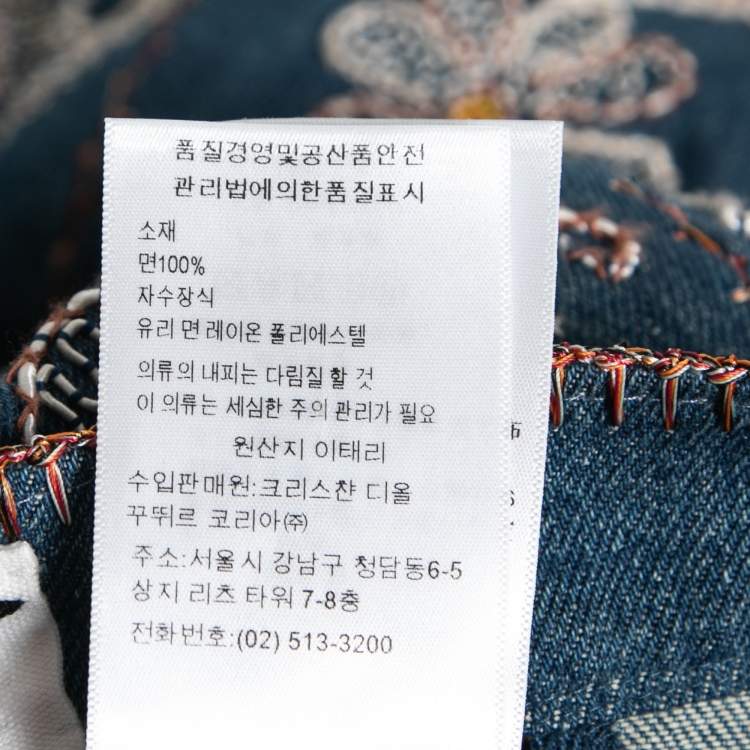 품질경영및공산품안전
관리법에의한품질표시
소재
면100%
자수장식
유리 면 레이온 폴리에스텔
의류의 내피는 다림질 할 것
이 의류는 세심한 주의 관리가 필요
원산지 이태리
수입판매원:크리스챤 디올
꾸뛰르 코리아㈜
주소:서울시 강남구 청담동6-5
상지 리츠 타워 7-8층
전화번호:(02) 513-3200